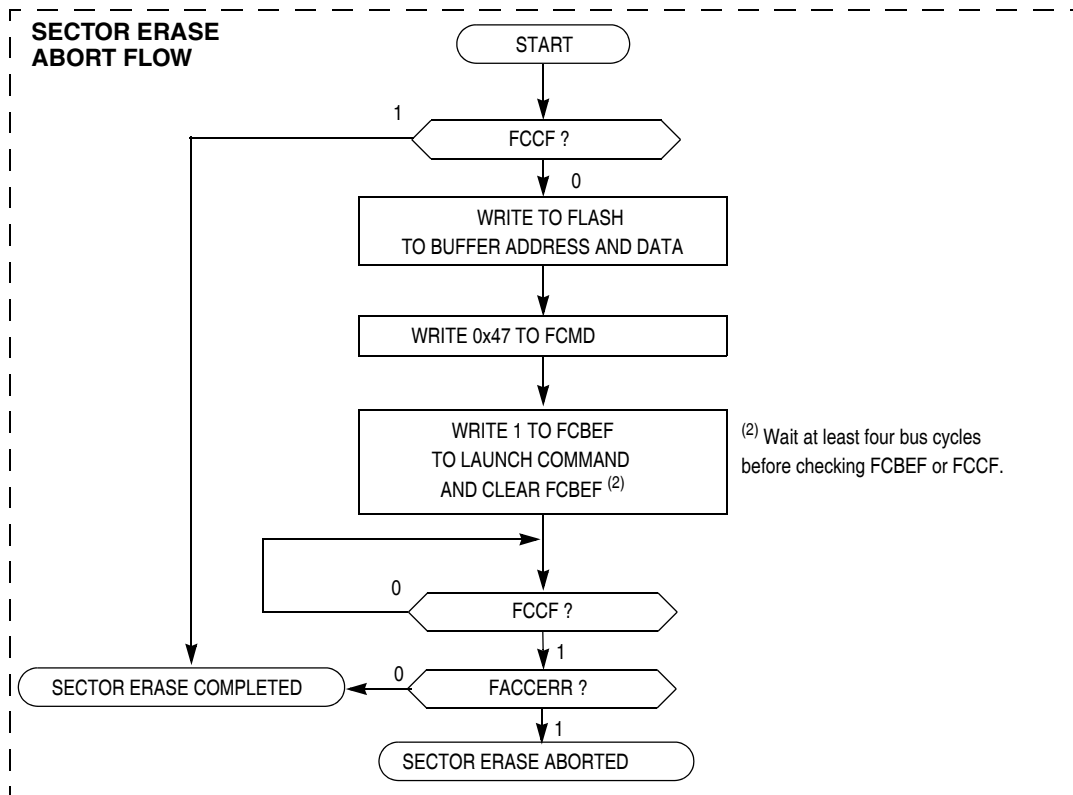 SECTOR ERASE
ABORT FLOW
START
1
FCCF ?
0
WRITE TO FLASH
TO BUFFER ADDRESS AND DATA
WRITE 0x47 TO FCMD
WRITE 1 TO FCBEF
TO LAUNCH COMMAND
AND CLEAR FCBEF (2)
(2) Wait at least four bus cycles
before checking FCBEF or FCCF.
0
FCCF ?
1
SECTOR ERASE COMPLETED
0
FACCERR ?
1
SECTOR ERASE ABORTED